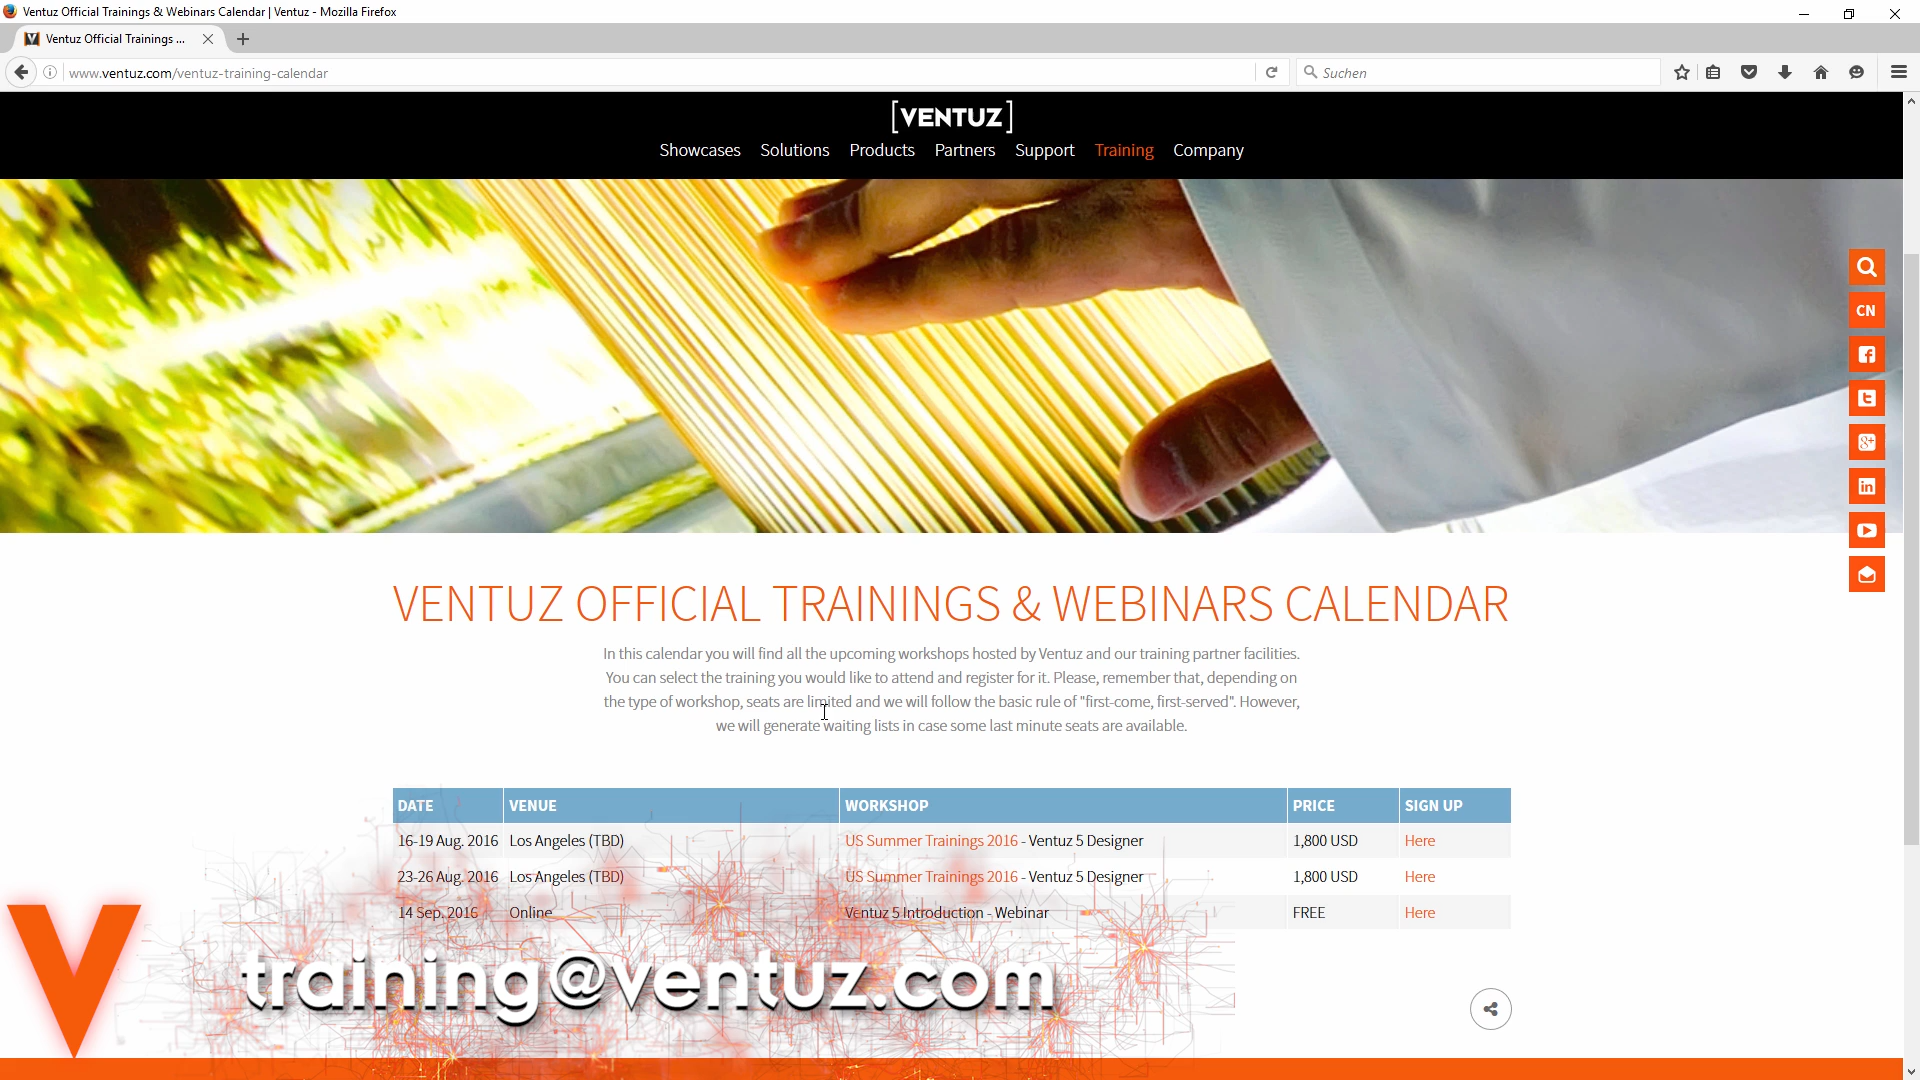 Ventuz Official Trainings & Webinars Calendar | Ventuz - Mozilla Firefox
Ventuz Official Trainings ...
www.ventuz.com/ventuz-training-calendar
Suchen
[VENTUZ]
Showcases Solutions Products Partners Support Training Company
CN
VENTUZ OFFICIAL TRAININGS & WEBINARS CALENDAR
In this calendar you will find all the upcoming workshops hosted by Ventuz and our training partner facilities.
You can select the training you would like to attend and register for it. Please, remember that, depending on
the type of workshop, seats are limited and we will follow the basic rule of "first-come, first-served". However,
we will generate waiting lists in case some last minute seats are available.
DATE VENUE WORKSHOP PRICE SIGN UP
16-19 Aug. 2016 Los Angeles (TBD) US Summer Trainings 2016 - Ventuz 5 Designer 1,800 USD Here
23-26 Aug. 2016 Los Angeles (TBD) US Summer Trainings 2016 - Ventuz 5 Designer 1,800 USD Here
14 Sep. 2016 Online Ventuz 5 Introduction - Webinar FREE Here
training@ventuz.com